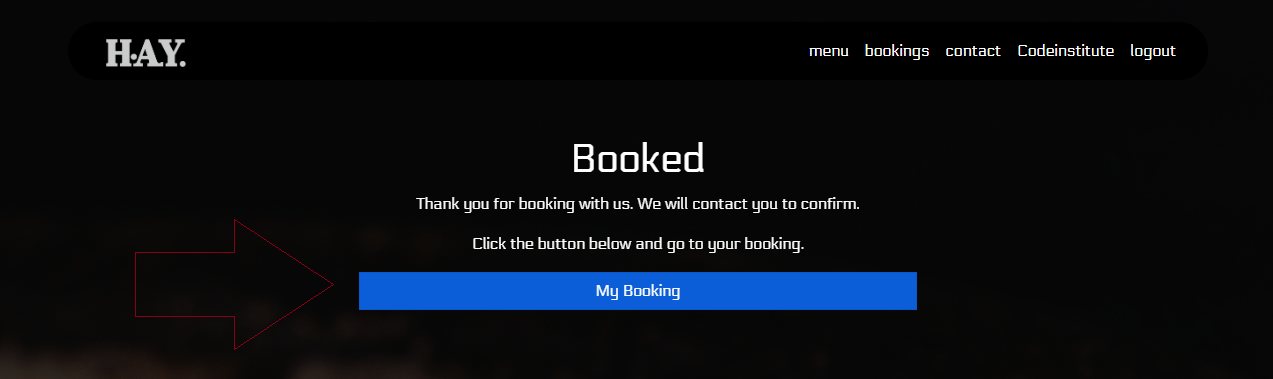 H.A.Y.
menu bookings contact Codeinstitute logout
Booked
Thank you for booking with us. We will contact you to confirm.
Click the button below and go to your booking.
My Booking